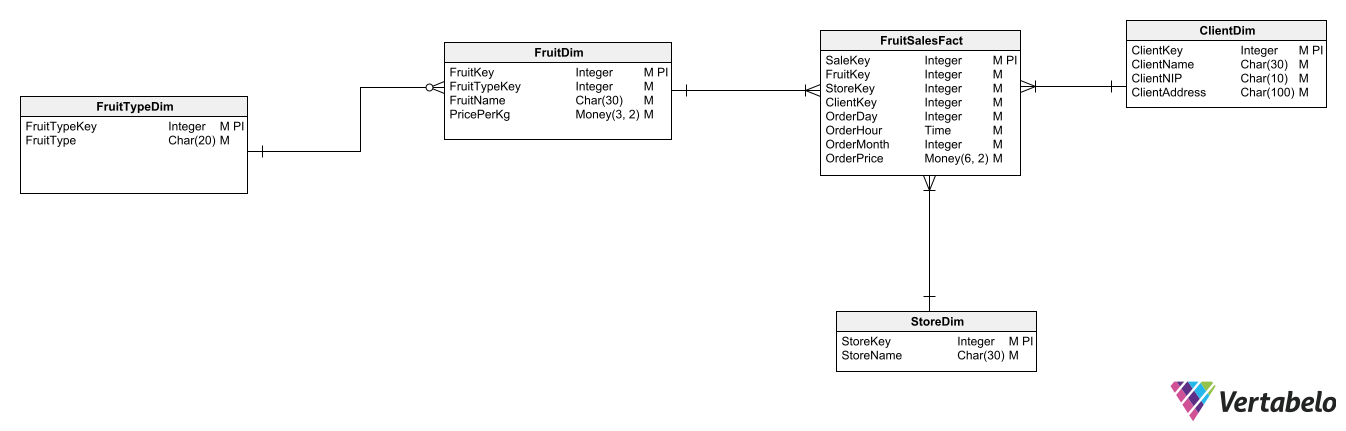 FruitTypeDim
FruitTypeKey Integer M PI
FruitType Char(20) M
FruitDim
FruitKey Integer M PI
FruitTypeKey Integer M
FruitName Char(30) M
PricePerKg Money(3, 2) M
FruitSalesFact
SaleKey Integer M PI
FruitKey Integer M
StoreKey Integer M
ClientKey Integer M
OrderDay Integer M
OrderHour Time M
OrderMonth Integer M
OrderPrice Money(6, 2) M
ClientDim
ClientKey Integer M PI
ClientName Char(30) M
ClientNIP Char(10) M
ClientAddress Char(100) M
StoreDim
StoreKey Integer M PI
StoreName Char(30) M
Vertabelo